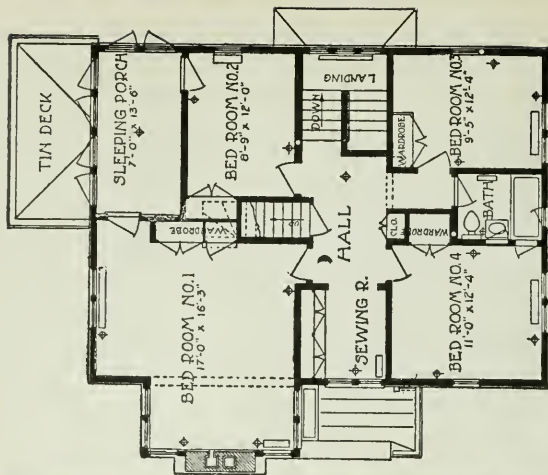 TIN DECK
SLEEPING PORCH
7'-0" x 13'-6"
BED ROOM NO.2
8'-9" x 12'-0"
LANDING
DOWN
WARDROBE
BED ROOM NO.3
9'-5" x 12'-4"
BATH
WARDROBE
UP
HALL
CLO.
WARDROBE
BED ROOM NO.1
17'-0" x 16'-3"
SEWING R.
BED ROOM NO.4
11'-0" x 12'-4"